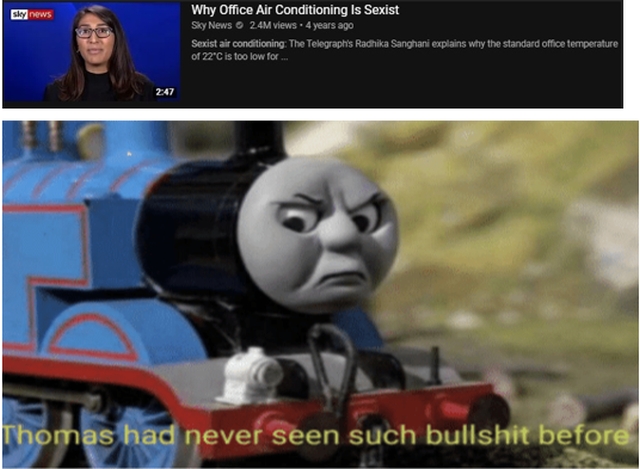 sky news
Why Office Air Conditioning Is Sexist
Sky News 2.4M views • 4 years ago
Sexist air conditioning: The Telegraph's Radhika Sanghani explains why the standard office temperature
of 22°C is too low for ...
2:47
Thomas had never seen such bullshit before